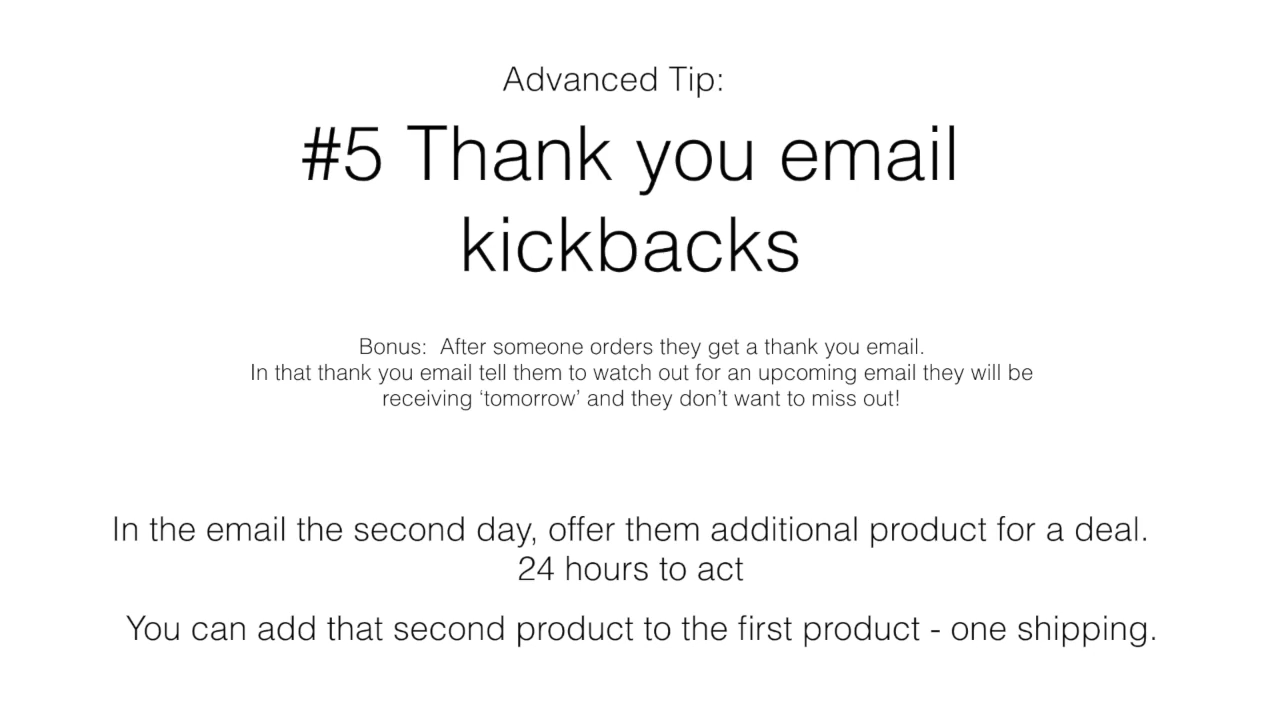 Advanced Tip:
#5 Thank you email
kickbacks
Bonus:  After someone orders they get a thank you email.
In that thank you email tell them to watch out for an upcoming email they will be
receiving ‘tomorrow’ and they don’t want to miss out!
In the email the second day, offer them additional product for a deal.
24 hours to act
You can add that second product to the first product - one shipping.